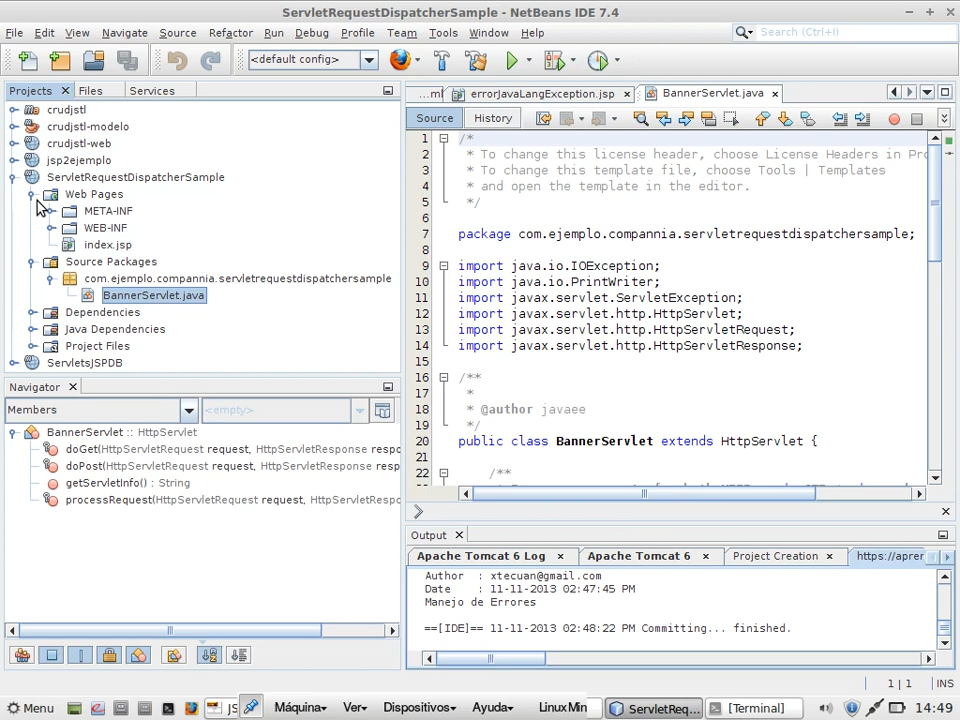 ServletRequestDispatcherSample - NetBeans IDE 7.4
File Edit View Navigate Source Refactor Run Debug Profile Team Tools Window Help
Search (Ctrl+I)
<default config>
Projects Files Services
crudjstl
crudjstl-modelo
crudjstl-web
jsp2ejemplo
ServletRequestDispatcherSample
Web Pages
META-INF
WEB-INF
index.jsp
Source Packages
com.ejemplo.compannia.servletrequestdispatchersample
BannerServlet.java
Dependencies
Java Dependencies
Project Files
ServletsJSPDB
Navigator
Members
<empty>
BannerServlet :: HttpServlet
doGet(HttpServletRequest request, HttpServletResponse respo
doPost(HttpServletRequest request, HttpServletResponse resp
getServletInfo() : String
processRequest(HttpServletRequest request, HttpServletRespo
...ml errorJavaLangException.jsp BannerServlet.java
Source History
1 /*
2 * To change this license header, choose License Headers in Pro
3 * To change this template file, choose Tools | Templates
4 * and open the template in the editor.
5 */
6
7 package com.ejemplo.compannia.servletrequestdispatchersample;
8
9 import java.io.IOException;
10 import java.io.PrintWriter;
11 import javax.servlet.ServletException;
12 import javax.servlet.http.HttpServlet;
13 import javax.servlet.http.HttpServletRequest;
14 import javax.servlet.http.HttpServletResponse;
15
16 /**
17 *
18 * @author javaee
19 */
20 public class BannerServlet extends HttpServlet {
21
22 /**
Output
Apache Tomcat 6 Log Apache Tomcat 6 Project Creation https://aprer
Author : xtecuan@gmail.com
Date : 11-11-2013 02:47:45 PM
Manejo de Errores
==[IDE]== 11-11-2013 02:48:22 PM Committing... finished.
1 | 1 INS
Menu JS Máquina Ver Dispositivos Ayuda LinuxMin ServletReq... [Terminal] 14:49